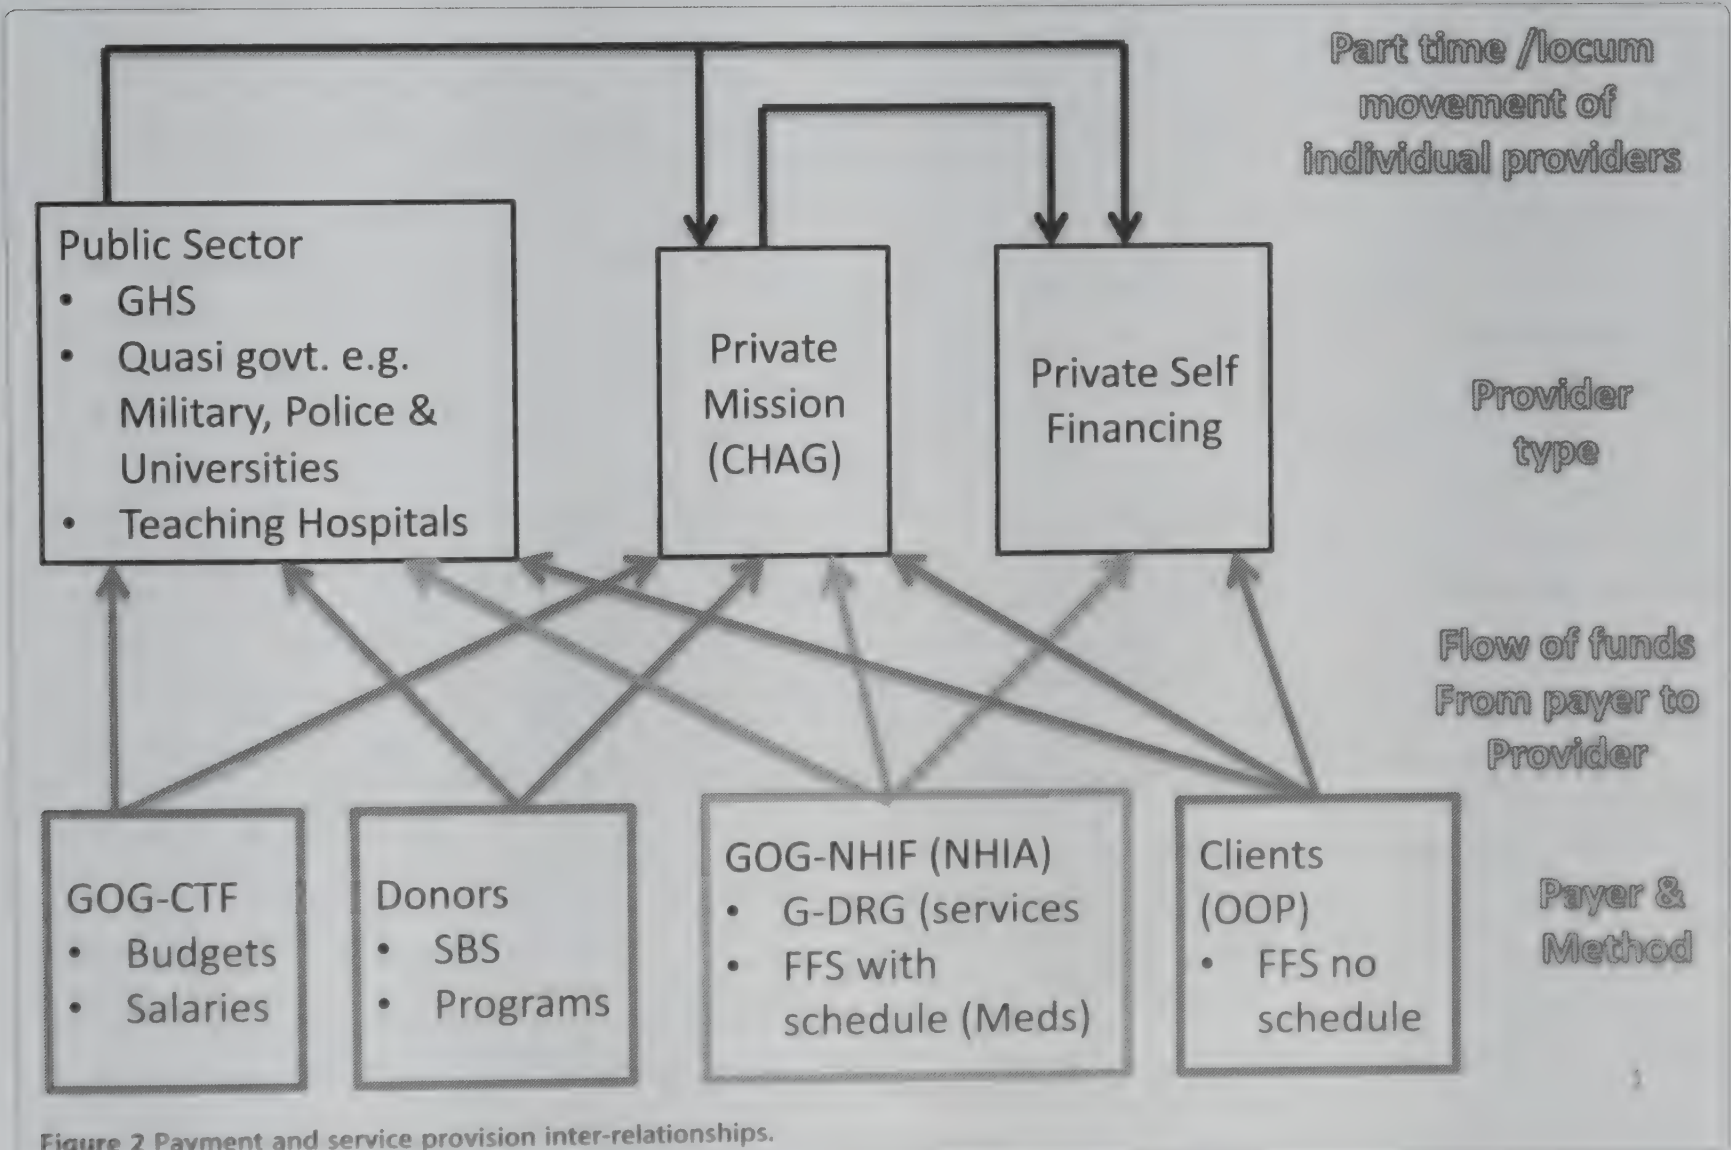 Part time /locum
movement of
individual providers
Public Sector
• GHS
• Quasi govt. e.g.
Military, Police &
Universities
• Teaching Hospitals
Private
Mission
(CHAG)
Private Self
Financing
Provider
type
Flow of funds
From payer to
Provider
GOG-CTF
• Budgets
• Salaries
Donors
• SBS
• Programs
GOG-NHIF (NHIA)
• G-DRG (services
• FFS with
schedule (Meds)
Clients
(OOP)
• FFS no
schedule
Payer &
Method
Figure 2 Payment and service provision inter-relationships.